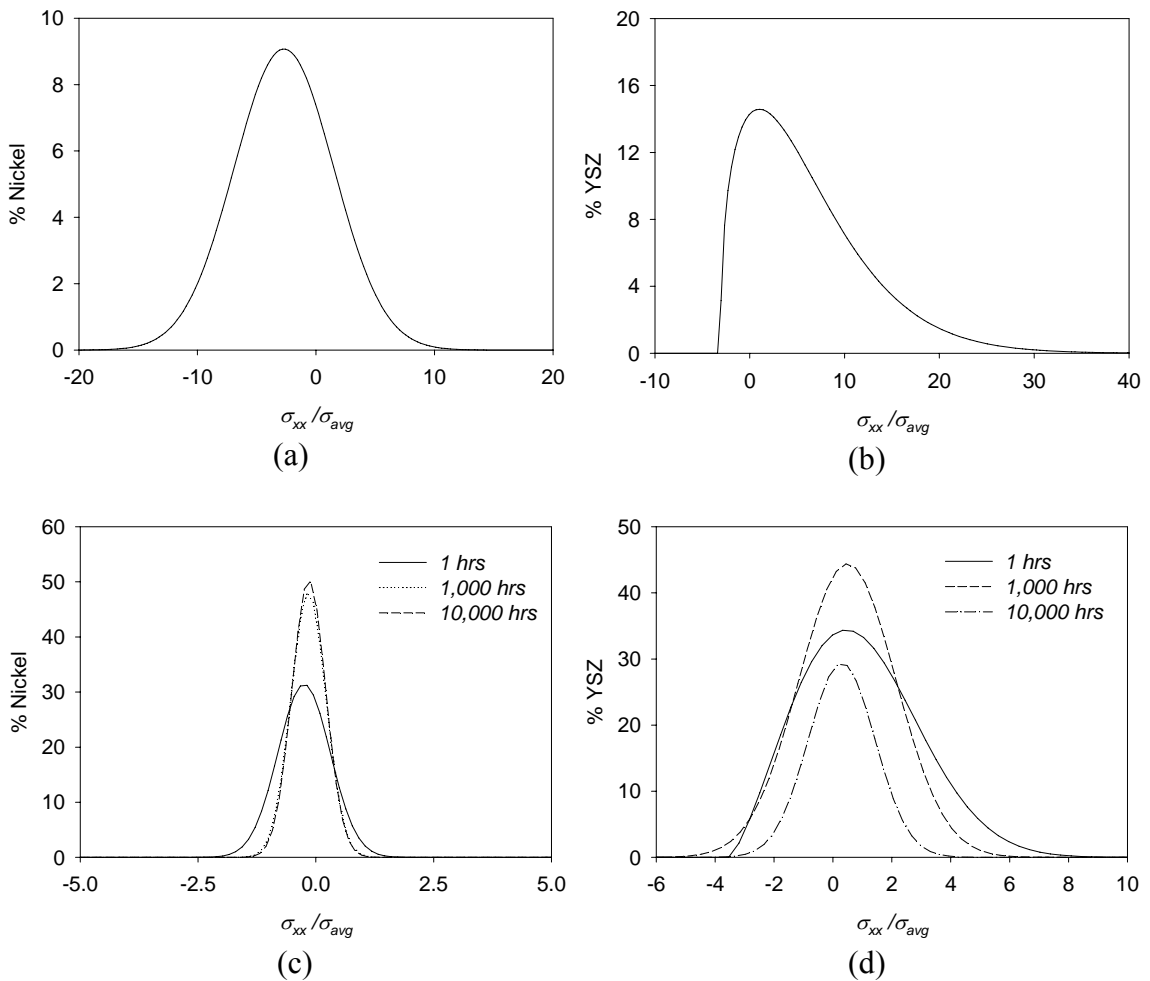 10
8
6
4
2
0
% Nickel
-20 -10 0 10 20
σxx /σavg
(a)
20
16
12
8
4
0
% YSZ
-10 0 10 20 30 40
σxx /σavg
(b)
60
50
40
30
20
10
0
% Nickel
1 hrs
1,000 hrs
10,000 hrs
-5.0 -2.5 0.0 2.5 5.0
σxx /σavg
(c)
50
40
30
20
10
0
% YSZ
1 hrs
1,000 hrs
10,000 hrs
-6 -4 -2 0 2 4 6 8 10
σxx /σavg
(d)